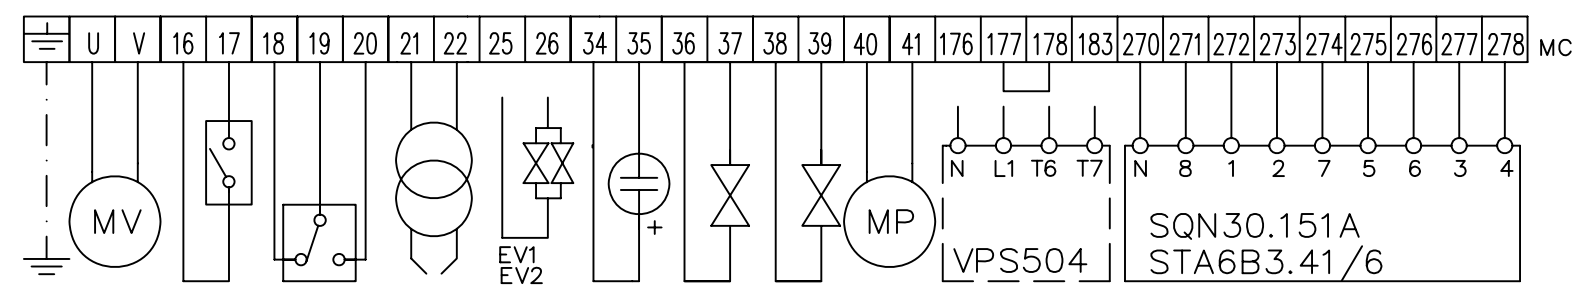 U V 16 17 18 19 20 21 22 25 26 34 35 36 37 38 39 40 41 176 177 178 183 270 271 272 273 274 275 276 277 278 MC
N L1 T6 T7 N 8 1 2 7 5 6 3 4
MV MP
+
SQN30.151A
STA6B3.41/6
VPS504
EV1
EV2